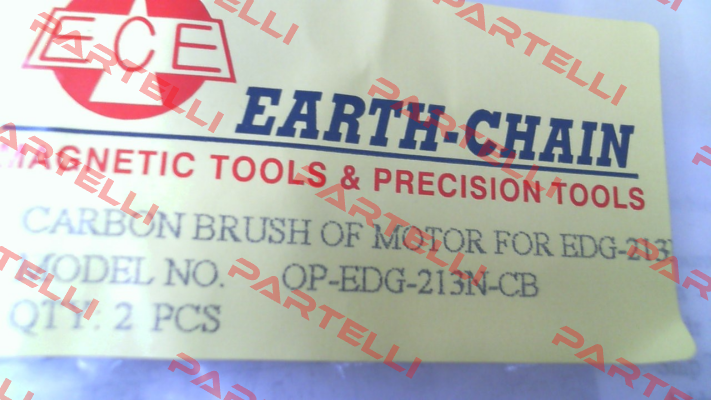 ECE
EARTH-CHAIN
MAGNETIC TOOLS & PRECISION TOOLS
CARBON BRUSH OF MOTOR FOR EDG-213
MODEL NO. OP-EDG-213N-CB
QTY: 2 PCS
PARTELLI